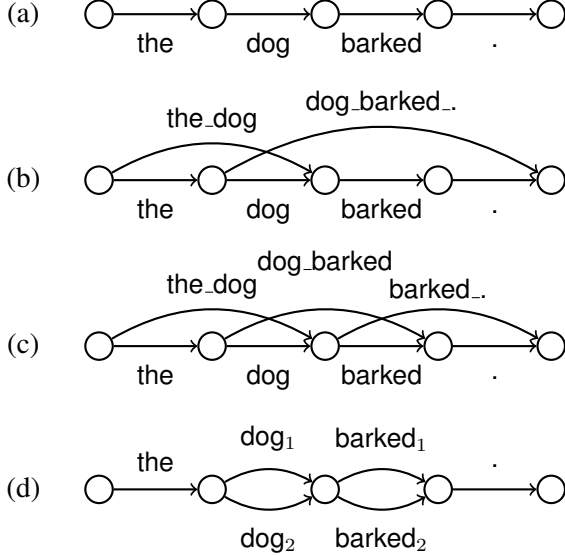 (a)
the dog barked .
the_dog dog_barked_.
(b)
the dog barked .
dog_barked
the_dog barked_.
(c)
the dog barked .
dog₁ barked₁
the .
(d)
dog₂ barked₂